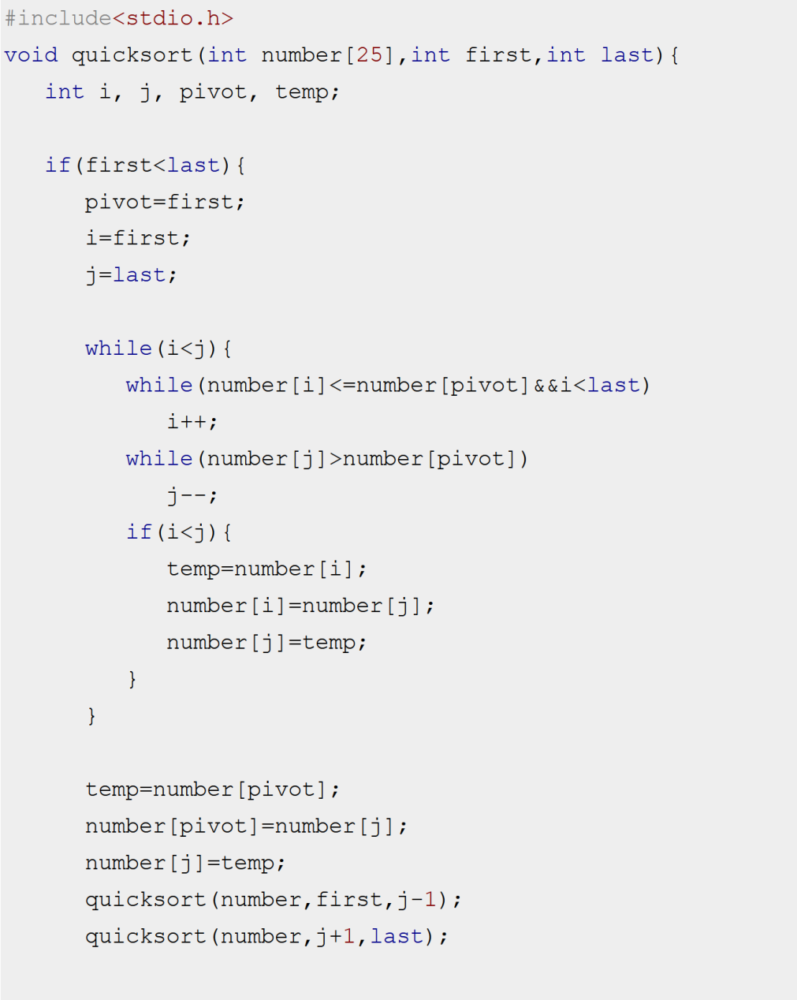 #include<stdio.h>
void quicksort(int number[25],int first,int last){
int i, j, pivot, temp;
if(first<last){
pivot=first;
i=first;
j=last;
while(i<j){
while(number[i]<=number[pivot]&&i<last)
i++;
while(number[j]>number[pivot])
j--;
if(i<j){
temp=number[i];
number[i]=number[j];
number[j]=temp;
}
}
temp=number[pivot];
number[pivot]=number[j];
number[j]=temp;
quicksort(number,first,j-1);
quicksort(number,j+1,last);